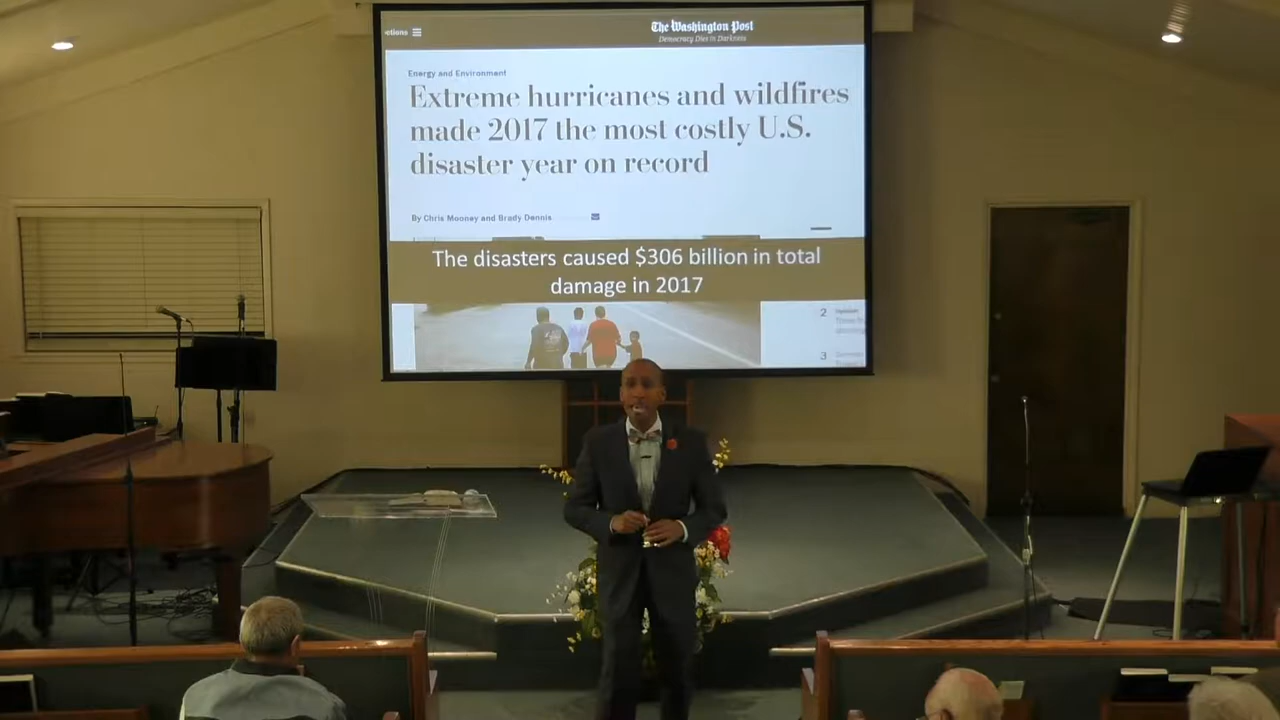 ctions
The Washington Post
Democracy Dies in Darkness
Energy and Environment
Extreme hurricanes and wildfires
made 2017 the most costly U.S.
disaster year on record
By Chris Mooney and Brady Dennis
The disasters caused $306 billion in total
damage in 2017
2
3